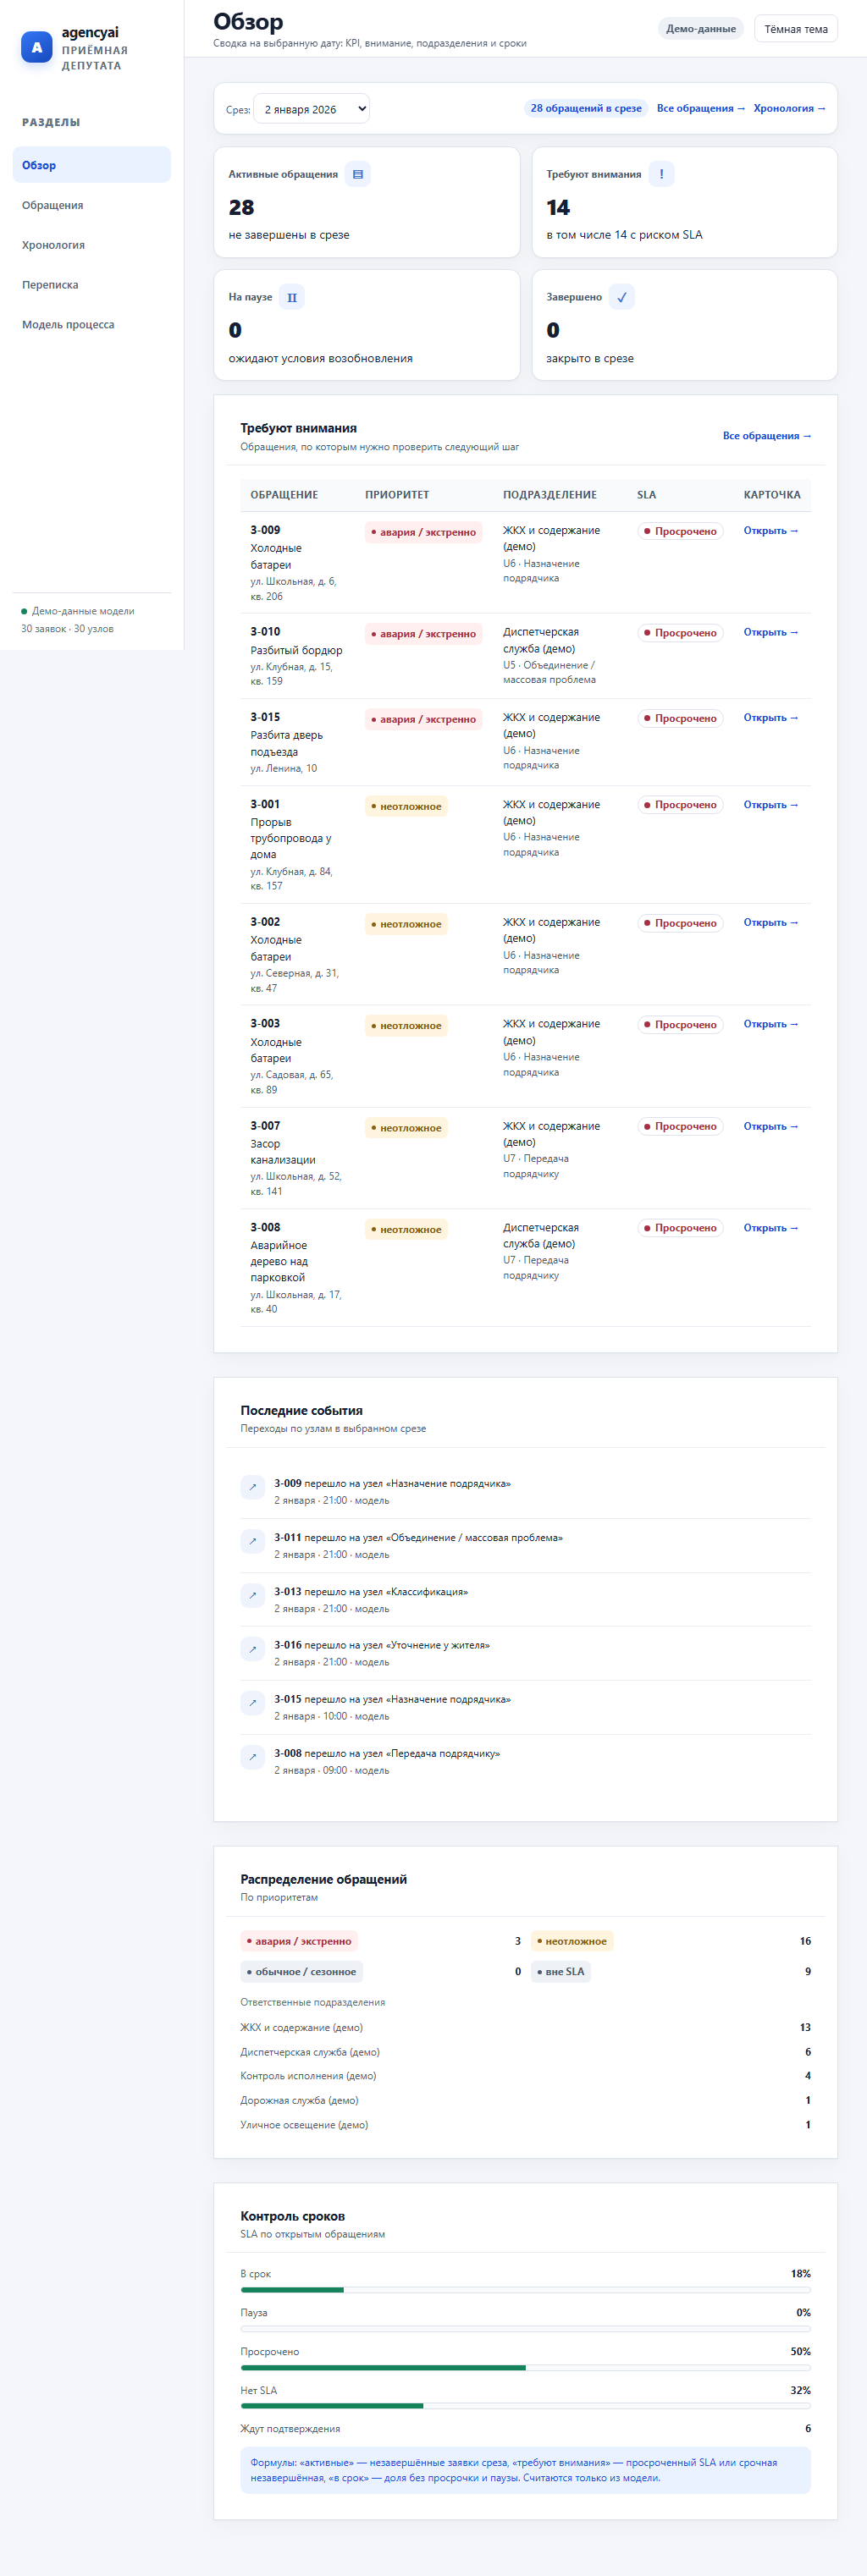 A
agencyai
ПРИЁМНАЯ
ДЕПУТАТА
РАЗДЕЛЫ
Обзор
Обращения
Хронология
Переписка
Модель процесса
Демо-данные модели
30 заявок · 30 узлов
Обзор
Сводка на выбранную дату: KPI, внимание, подразделения и сроки
Демо-данные
Тёмная тема
Срез: 2 января 2026
28 обращений в срезе Все обращения → Хронология →
Активные обращения
28
не завершены в срезе
Требуют внимания !
14
в том числе 14 с риском SLA
На паузе
0
ожидают условия возобновления
Завершено ✓
0
закрыто в срезе
Требуют внимания
Обращения, по которым нужно проверить следующий шаг
Все обращения →
ОБРАЩЕНИЕ ПРИОРИТЕТ ПОДРАЗДЕЛЕНИЕ SLA КАРТОЧКА
З-009
Холодные
батареи
ул. Школьная, д. 6,
кв. 206
авария / экстренно
ЖКХ и содержание
(демо)
U6 · Назначение
подрядчика
Просрочено
Открыть →
З-010
Разбитый бордюр
ул. Клубная, д. 15,
кв. 159
авария / экстренно
Диспетчерская
служба (демо)
U5 · Объединение /
массовая проблема
Просрочено
Открыть →
З-015
Разбита дверь
подъезда
ул. Ленина, 10
авария / экстренно
ЖКХ и содержание
(демо)
U6 · Назначение
подрядчика
Просрочено
Открыть →
З-001
Прорыв
трубопровода у
дома
ул. Клубная, д. 84,
кв. 157
неотложное
ЖКХ и содержание
(демо)
U6 · Назначение
подрядчика
Просрочено
Открыть →
З-002
Холодные
батареи
ул. Северная, д. 31,
кв. 47
неотложное
ЖКХ и содержание
(демо)
U6 · Назначение
подрядчика
Просрочено
Открыть →
З-003
Холодные
батареи
ул. Садовая, д. 65,
кв. 89
неотложное
ЖКХ и содержание
(демо)
U6 · Назначение
подрядчика
Просрочено
Открыть →
З-007
Засор
канализации
ул. Школьная, д. 52,
кв. 141
неотложное
ЖКХ и содержание
(демо)
U7 · Передача
подрядчику
Просрочено
Открыть →
З-008
Аварийное
дерево над
парковкой
ул. Школьная, д. 17,
кв. 40
неотложное
Диспетчерская
служба (демо)
U7 · Передача
подрядчику
Просрочено
Открыть →
Последние события
Переходы по узлам в выбранном срезе
З-009 перешло на узел «Назначение подрядчика»
2 января · 21:00 · модель
З-011 перешло на узел «Объединение / массовая проблема»
2 января · 21:00 · модель
З-013 перешло на узел «Классификация»
2 января · 21:00 · модель
З-016 перешло на узел «Уточнение у жителя»
2 января · 21:00 · модель
З-015 перешло на узел «Назначение подрядчика»
2 января · 10:00 · модель
З-008 перешло на узел «Передача подрядчику»
2 января · 09:00 · модель
Распределение обращений
По приоритетам
авария / экстренно 3 неотложное 16
обычное / сезонное 0 вне SLA 9
Ответственные подразделения
ЖКХ и содержание (демо) 13
Диспетчерская служба (демо) 6
Контроль исполнения (демо) 4
Дорожная служба (демо) 1
Уличное освещение (демо) 1
Контроль сроков
SLA по открытым обращениям
В срок 18%
Пауза 0%
Просрочено 50%
Нет SLA 32%
Ждут подтверждения 6
Формулы: «активные» — незавершённые заявки среза, «требуют внимания» — просроченный SLA или срочная
незавершённая, «в срок» — доля без просрочки и паузы. Считаются только из модели.